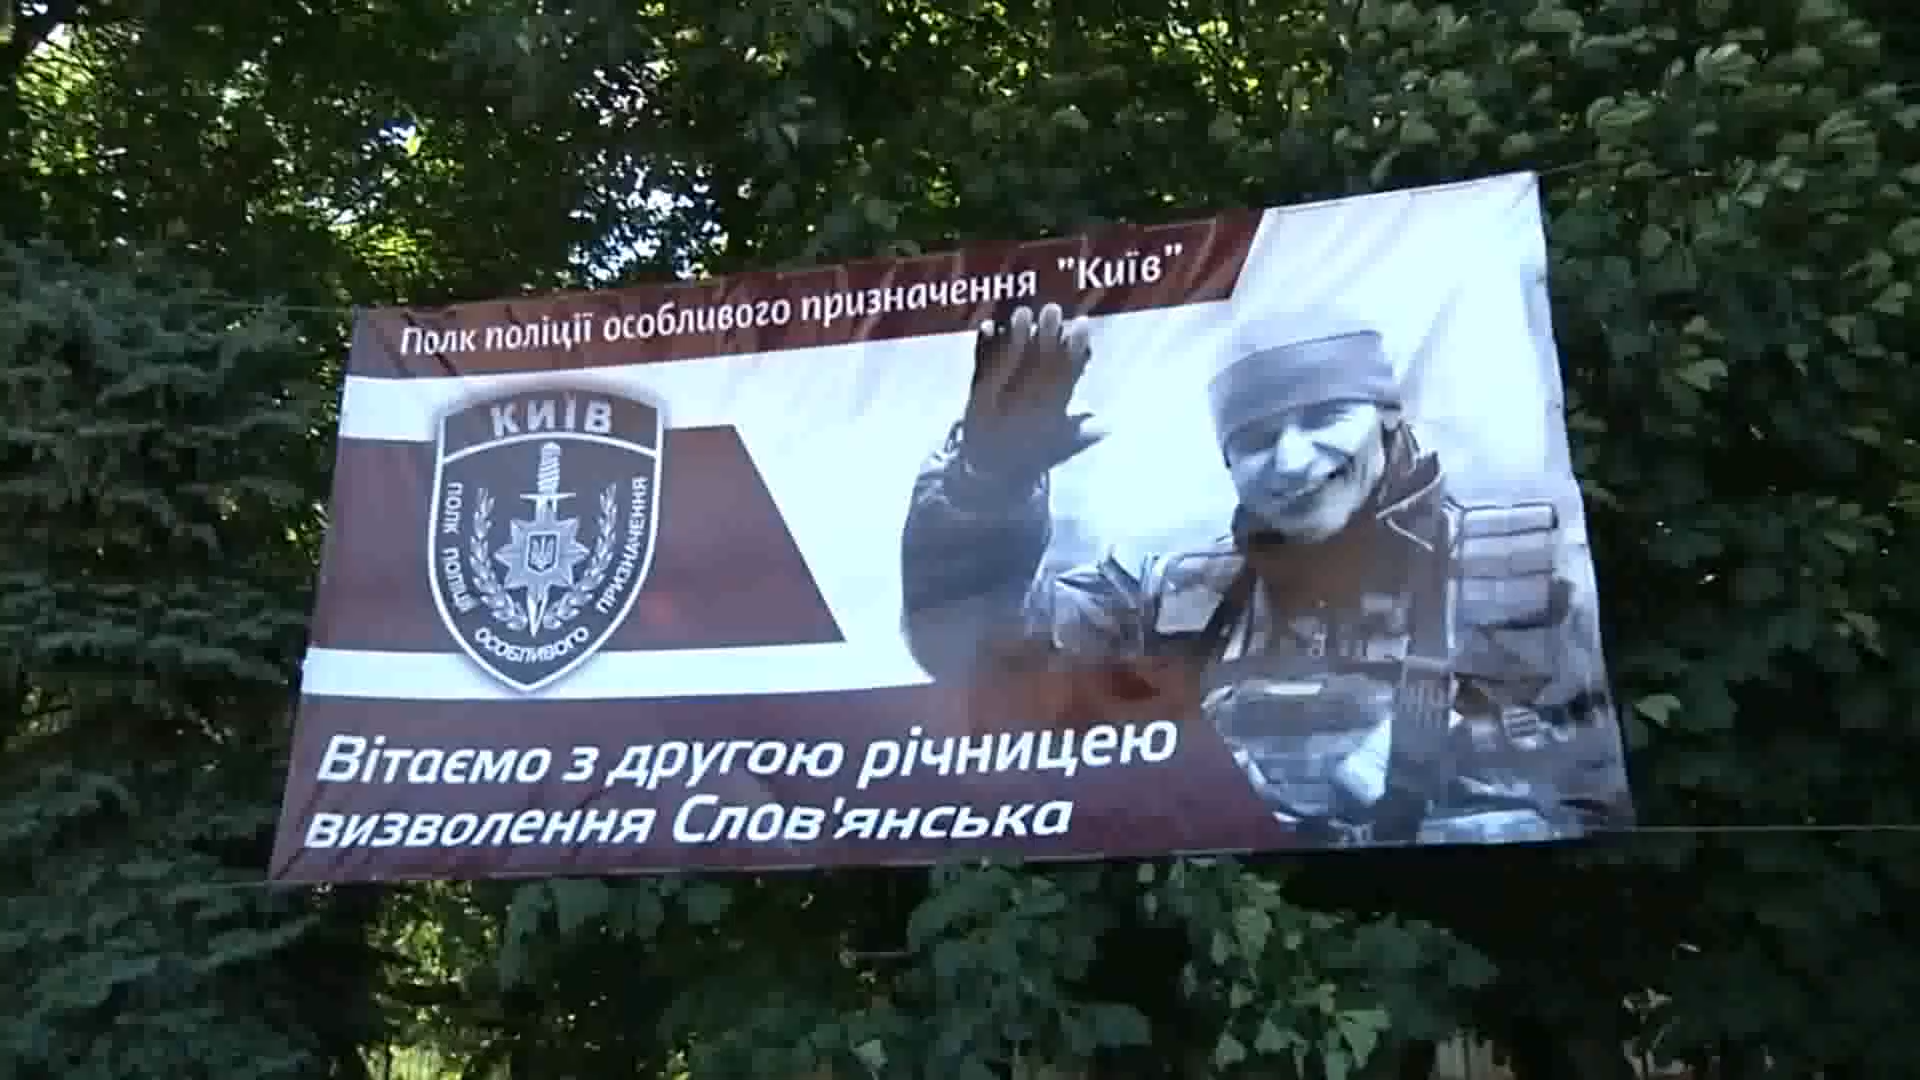 Полк поліції особливого призначення "Київ"
КИЇВ
ПОЛК ПОЛІЦІЇ ОСОБЛИВОГО ПРИЗНАЧЕННЯ
Вітаємо з другою річницею
визволення Слов'янська